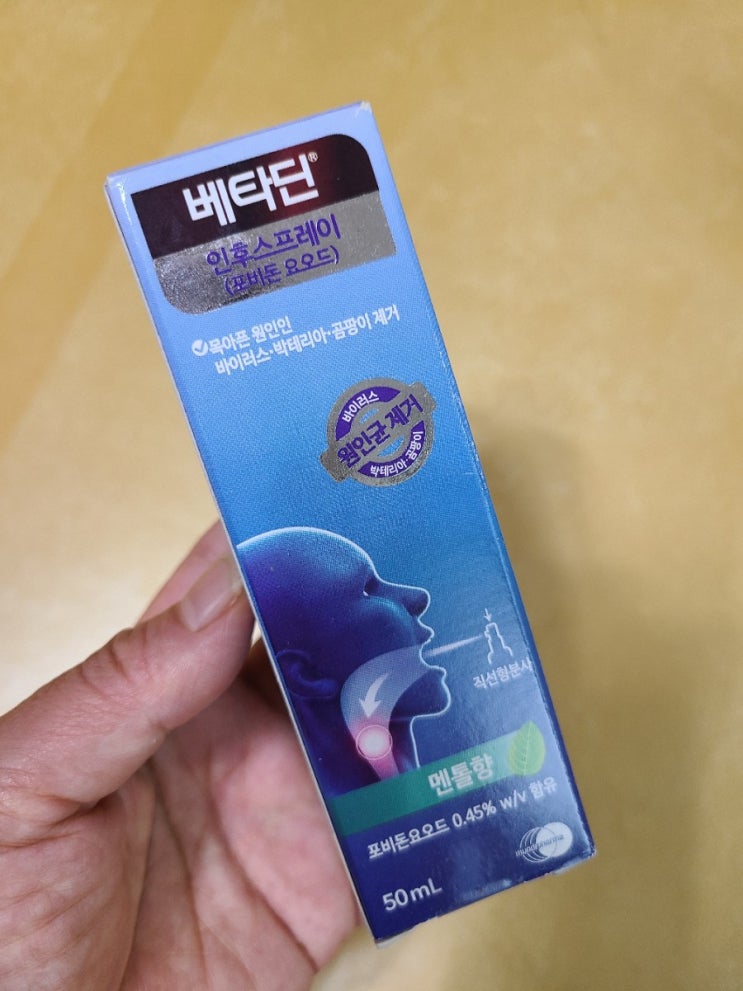 베타딘®
인후스프레이
(포비돈 요오드)
목아픈 원인인
바이러스·박테리아·곰팡이 제거
바이러스
원인균 제거
박테리아·곰팡이
직선형분사
멘톨향
포비돈요오드 0.45% w/v 함유
mundipharma
50mL